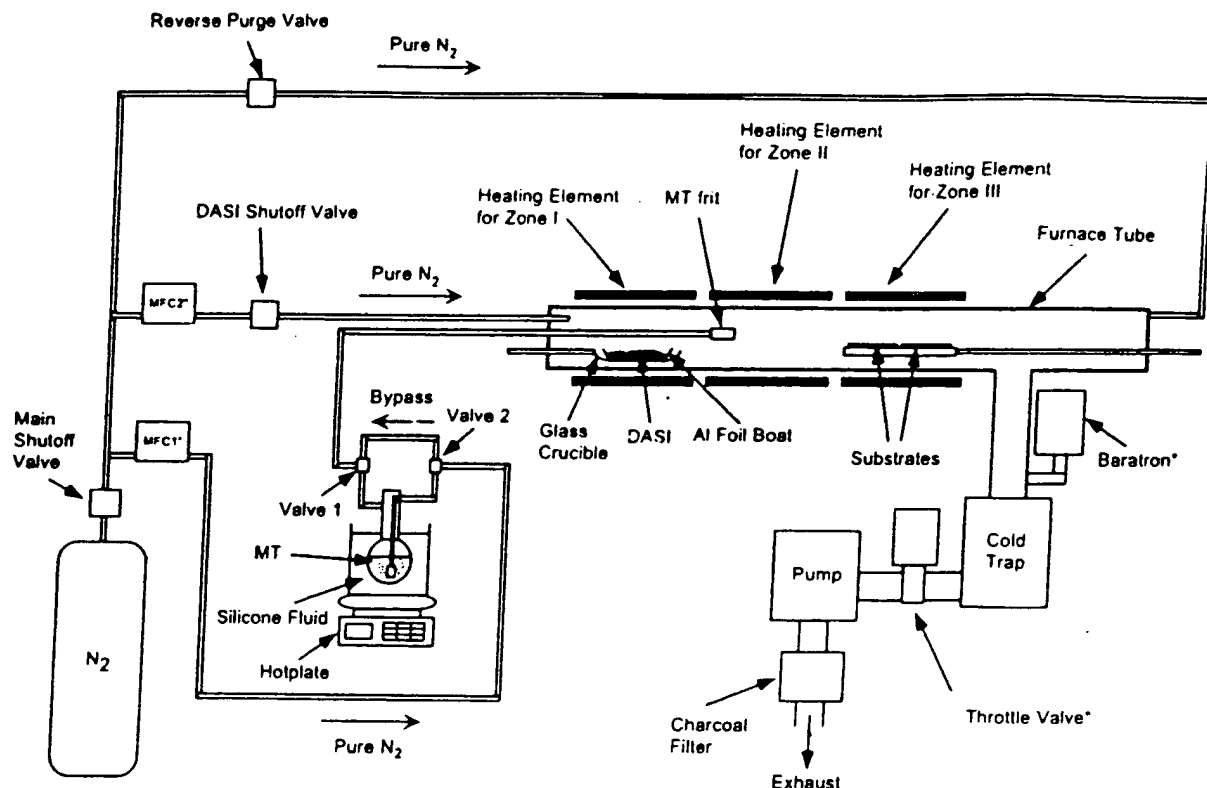 Reverse Purge Valve
Pure N2
Heating Element
for Zone II
Heating Element
for Zone III
MT frit
Heating Element
for Zone I
Furnace Tube
DASI Shutoff Valve
Pure N2
MFC2*
MFC1*
Main
Shutoff
Valve
Bypass
Valve 2
Valve 1
Glass
Crucible
DASI
Al Foil Boat
Substrates
Baratron*
MT
Silicone Fluid
Hotplate
N2
Pure N2
Pump
Cold
Trap
Charcoal
Filter
Throttle Valve*
Exhaust